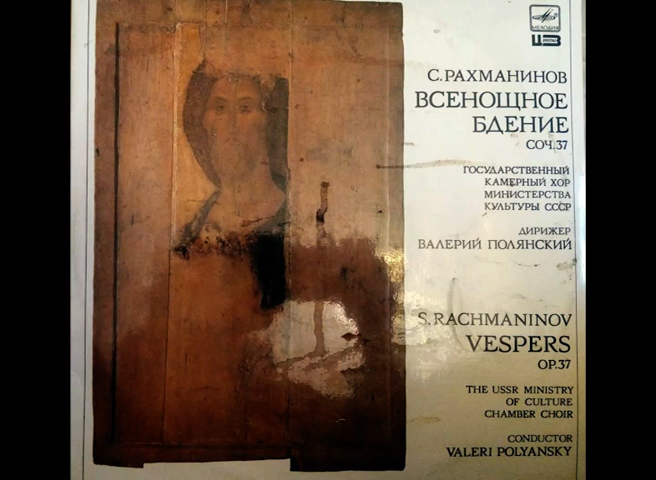 МЕЛОДИЯ
С. РАХМАНИНОВ
ВСЕНОЩНОЕ
БДЕНИЕ
СОЧ. 37
ГОСУДАРСТВЕННЫЙ
КАМЕРНЫЙ ХОР
МИНИСТЕРСТВА
КУЛЬТУРЫ СССР
ДИРИЖЕР
ВАЛЕРИЙ ПОЛЯНСКИЙ
S. RACHMANINOV
VESPERS
OP. 37
THE USSR MINISTRY
OF CULTURE
CHAMBER CHOIR
CONDUCTOR
VALERI POLYANSKY